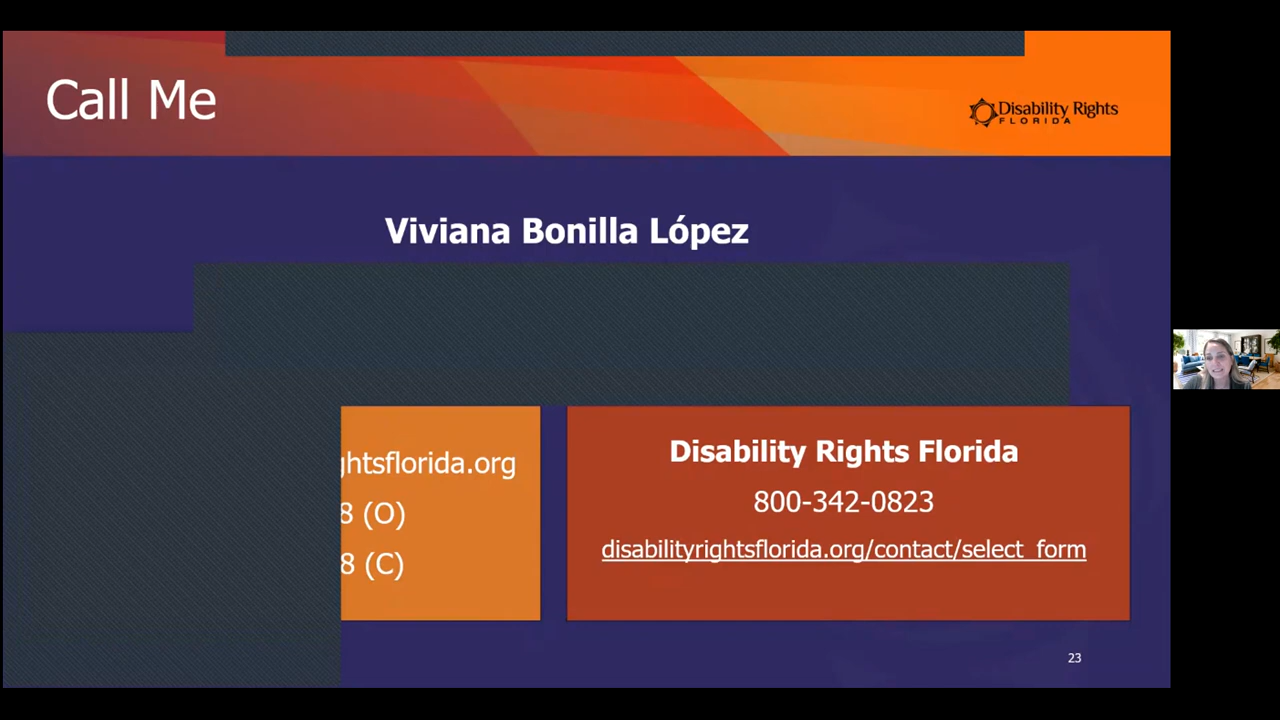 Call Me
Disability Rights
FLORIDA
Viviana Bonilla López
ghtsflorida.org
8 (O)
8 (C)
Disability Rights Florida
800-342-0823
disabilityrightsflorida.org/contact/select_form
23